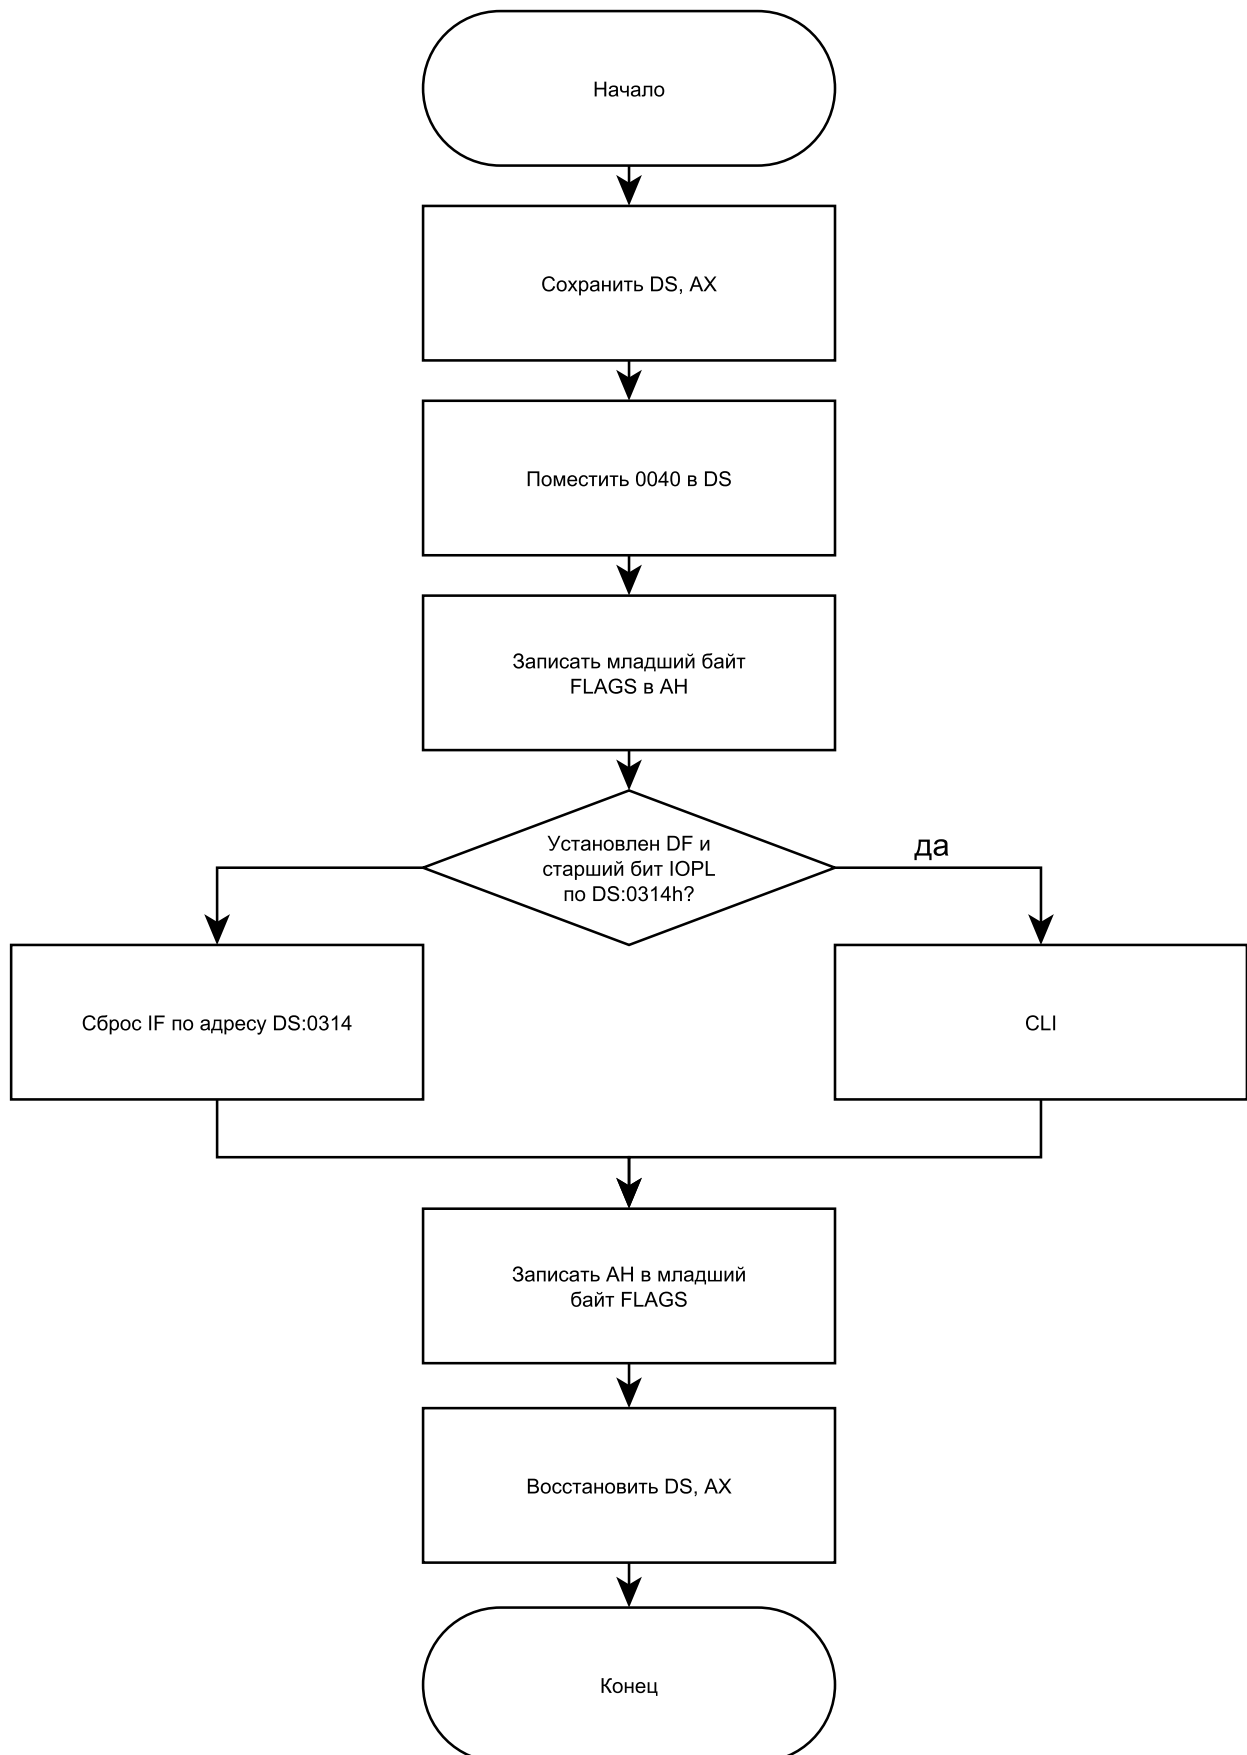 Начало
Сохранить DS, AX
Поместить 0040 в DS
Записать младший байт
FLAGS в AH
Установлен DF и
старший бит IOPL
по DS:0314h?
да
Сброс IF по адресу DS:0314
CLI
Записать AH в младший
байт FLAGS
Восстановить DS, AX
Конец